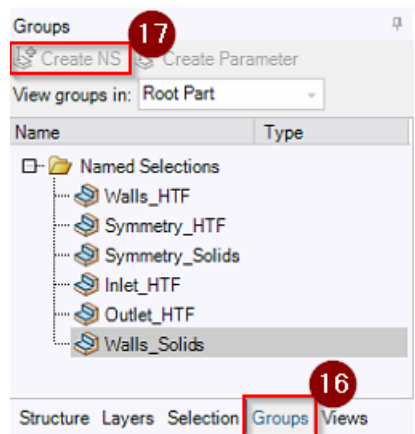 Groups
17
Create NS Create Parameter
View groups in: Root Part
Name Type
Named Selections
Walls_HTF
Symmetry_HTF
Symmetry_Solids
Inlet_HTF
Outlet_HTF
Walls_Solids
16
Structure Layers Selection Groups Views